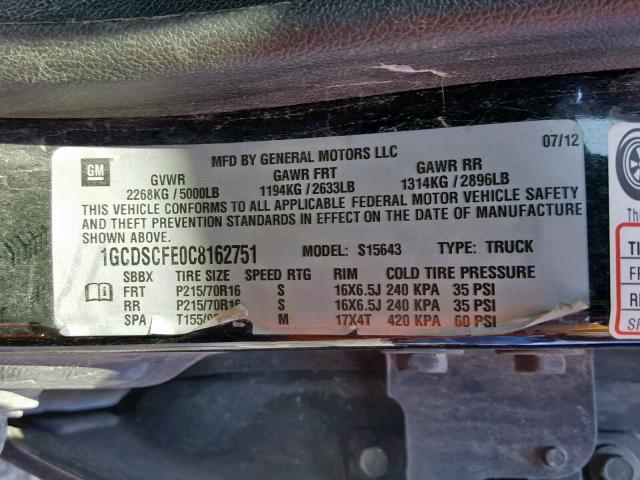 MFD BY GENERAL MOTORS LLC 07/12
GM GVWR GAWR FRT GAWR RR
2268KG / 5000LB 1194KG / 2633LB 1314KG / 2896LB
THIS VEHICLE CONFORMS TO ALL APPLICABLE FEDERAL MOTOR VEHICLE SAFETY
AND THEFT PREVENTION STANDARDS IN EFFECT ON THE DATE OF MANUFACTURE
SHOWN ABOVE.
1GCDSCFE0C8162751 MODEL: S15643 TYPE: TRUCK
SBBX TIRE SIZE SPEED RTG RIM COLD TIRE PRESSURE
FRT P215/70R16 S 16X6.5J 240 KPA 35 PSI
RR P215/70R16 S 16X6.5J 240 KPA 35 PSI
SPA T155/ M 17X4T 420 KPA 60 PSI